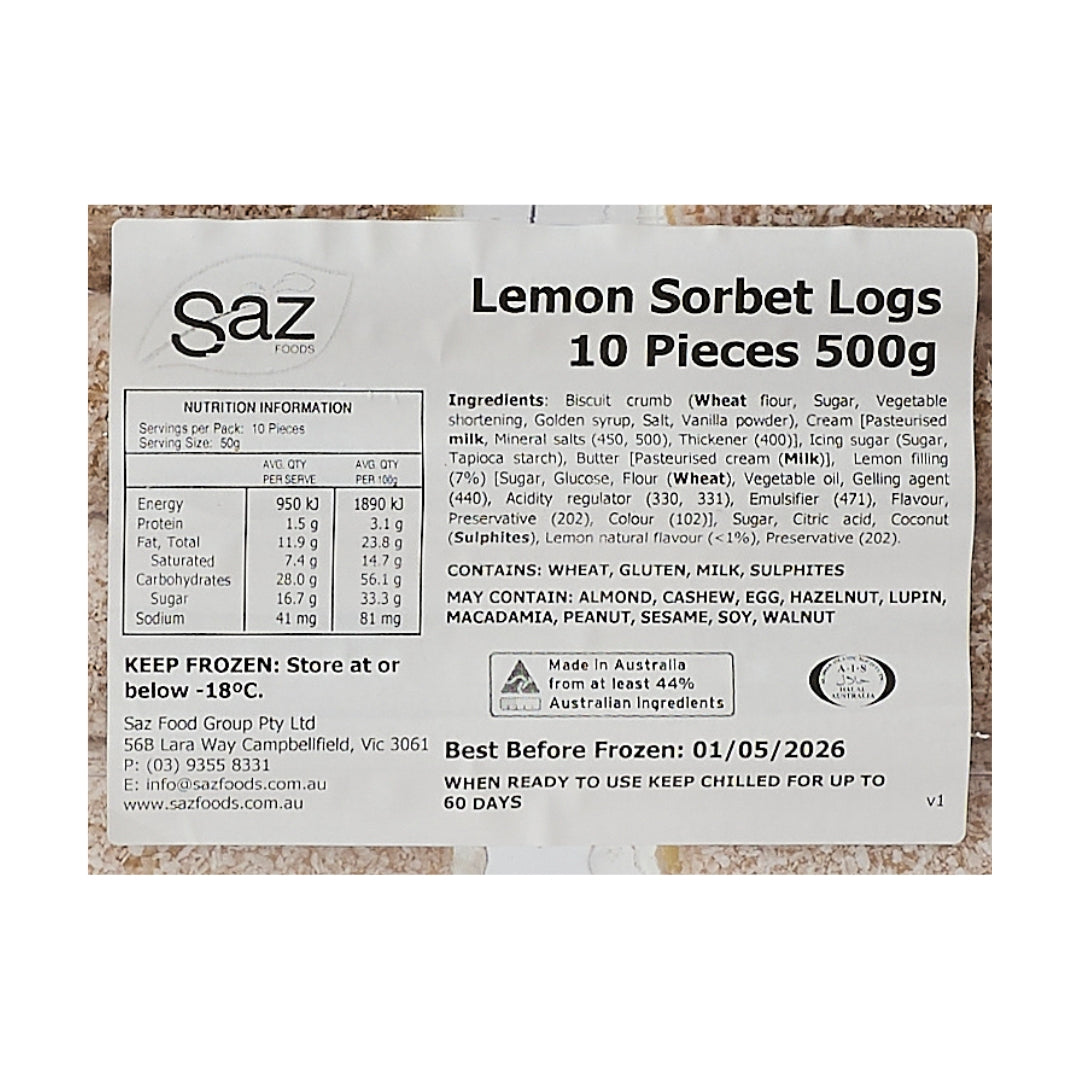 Saz
FOODS
Lemon Sorbet Logs
10 Pieces 500g
NUTRITION INFORMATION
Servings per Pack: 10 Pieces
Serving Size: 50g
AVG. QTY PER SERVE AVG. QTY PER 100g
Energy 950 kJ 1890 kJ
Protein 1.5 g 3.1 g
Fat, Total 11.9 g 23.8 g
Saturated 7.4 g 14.7 g
Carbohydrates 28.0 g 56.1 g
Sugar 16.7 g 33.3 g
Sodium 41 mg 81 mg
KEEP FROZEN: Store at or
below -18ºC.
Saz Food Group Pty Ltd
56B Lara Way Campbellfield, Vic 3061
P: (03) 9355 8331
E: info@sazfoods.com.au
www.sazfoods.com.au
Ingredients: Biscuit crumb (Wheat flour, Sugar, Vegetable
shortening, Golden syrup, Salt, Vanilla powder), Cream [Pasteurised
milk, Mineral salts (450, 500), Thickener (400)], Icing sugar (Sugar,
Tapioca starch), Butter [Pasteurised cream (Milk)], Lemon filling
(7%) [Sugar, Glucose, Flour (Wheat), Vegetable oil, Gelling agent
(440), Acidity regulator (330, 331), Emulsifier (471), Flavour,
Preservative (202), Colour (102)], Sugar, Citric acid, Coconut
(Sulphites), Lemon natural flavour (<1%), Preservative (202).
CONTAINS: WHEAT, GLUTEN, MILK, SULPHITES
MAY CONTAIN: ALMOND, CASHEW, EGG, HAZELNUT, LUPIN,
MACADAMIA, PEANUT, SESAME, SOY, WALNUT
Made in Australia
from at least 44%
Australian Ingredients
A·I·S
حلال
HALAL
AUSTRALIA
Best Before Frozen: 01/05/2026
WHEN READY TO USE KEEP CHILLED FOR UP TO
60 DAYS
v1